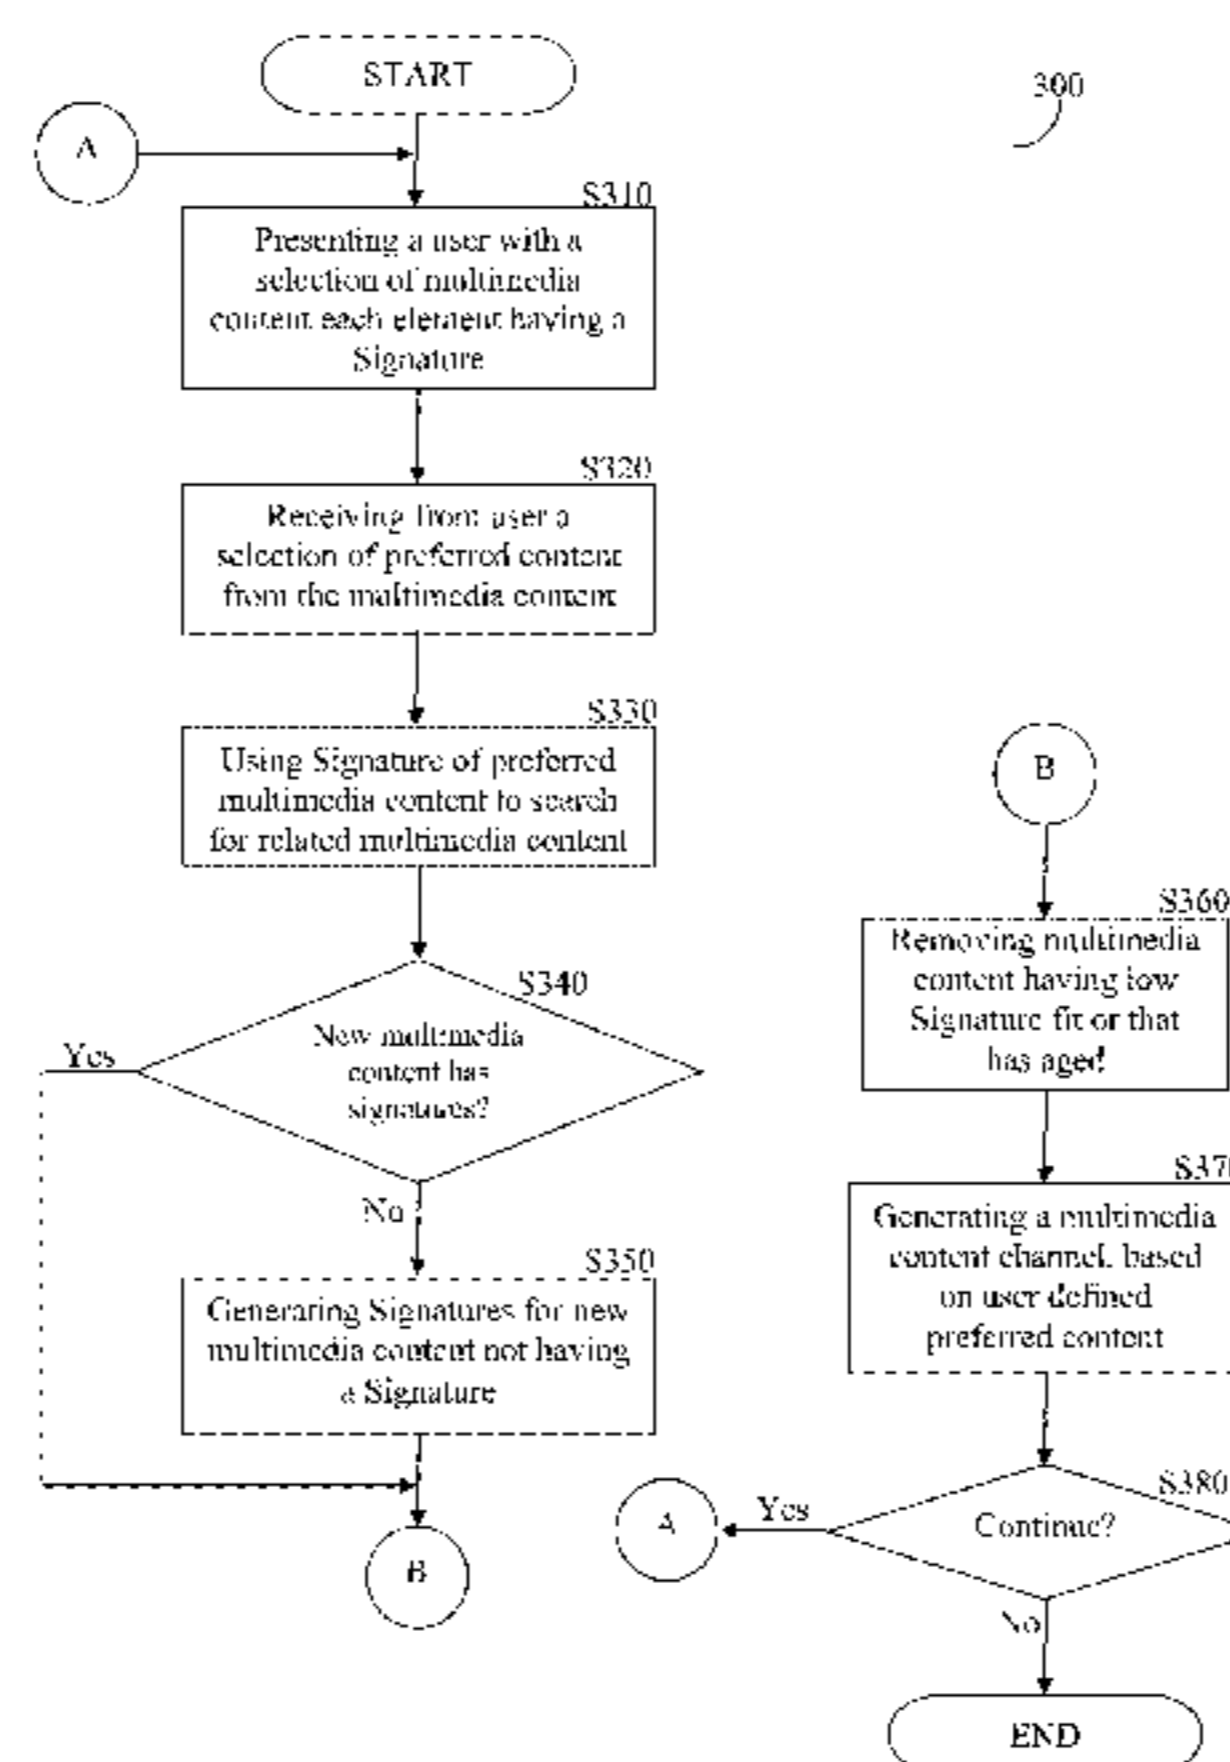 START
300
A
S310
Presenting a user with a
selection of multimedia
content each element having a
Signature
S320
Receiving from user a
selection of preferred content
from the multimedia content
S330
Using Signature of preferred
multimedia content to search
for related multimedia content
S340
New multimedia
content has
signatures?
Yes
No
S350
Generating Signatures for new
multimedia content not having
a Signature
B
B
S360
Removing multimedia
content having low
Signature fit or that
has aged
S370
Generating a multimedia
content channel, based
on user defined
preferred content
S380
Continue?
Yes
A
No
END